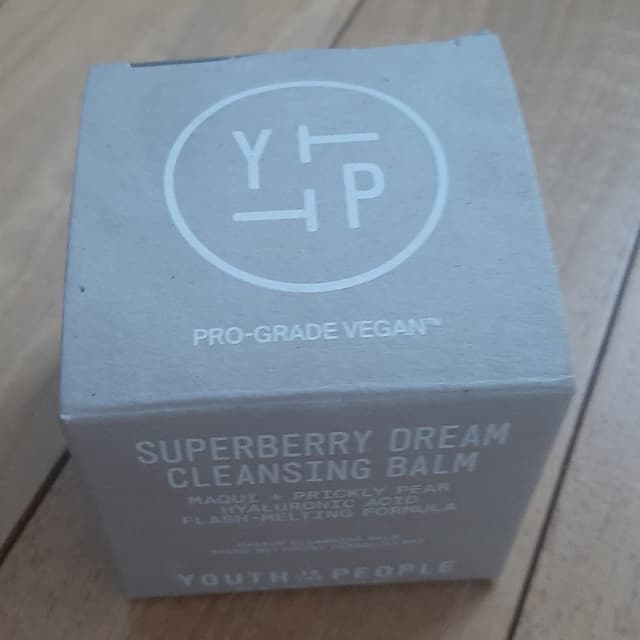 Y T
T P
PRO-GRADE VEGAN™
SUPERBERRY DREAM
CLEANSING BALM
MAQUI + PRICKLY PEAR
HYALURONIC ACID
FLASH-MELTING FORMULA
YOUTH TO THE PEOPLE